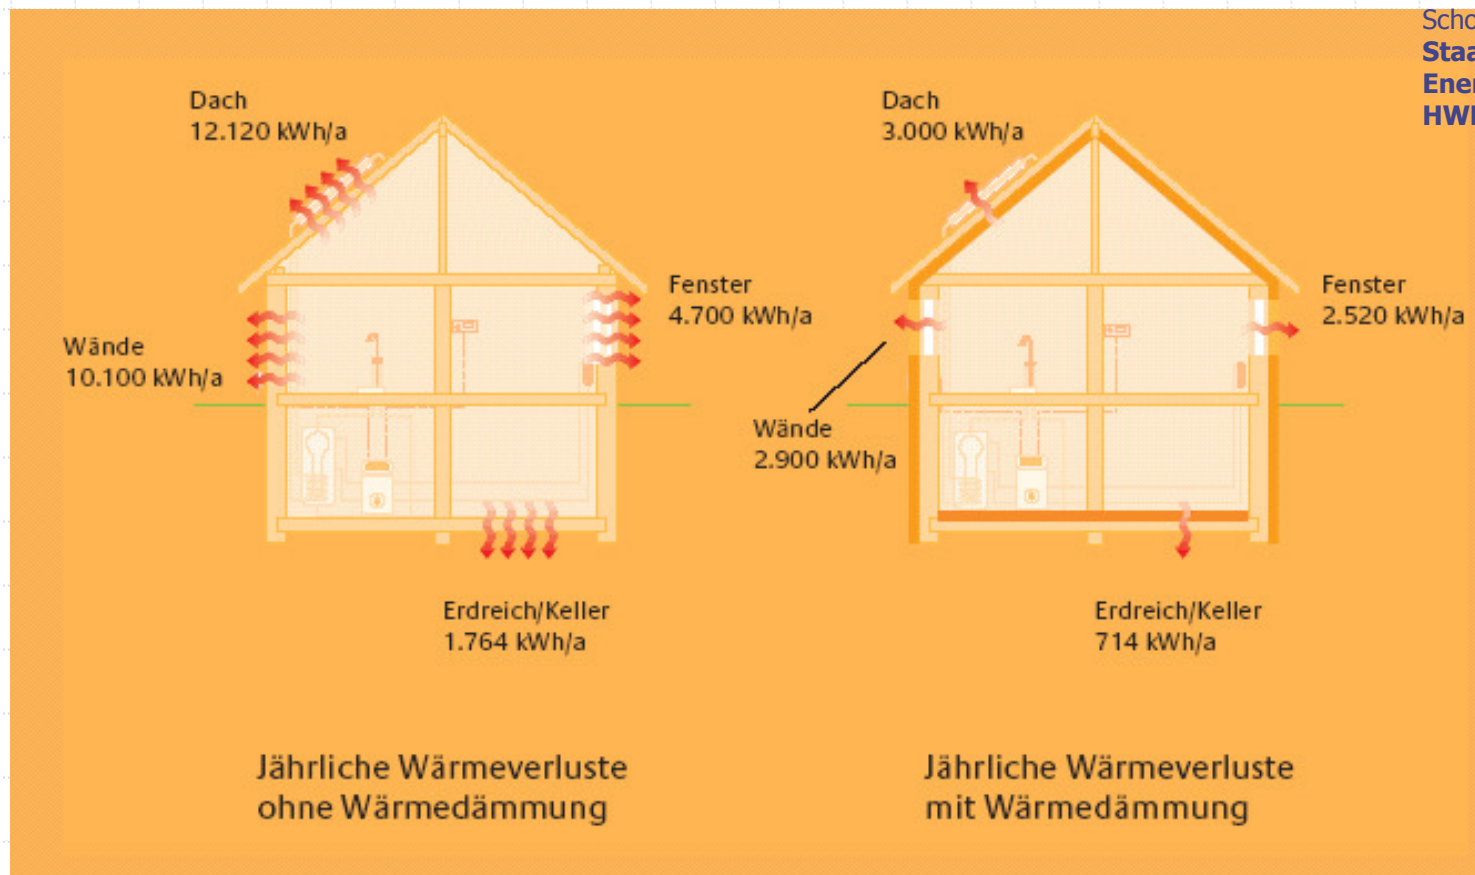 Dach
12.120 kWh/a
Wände
10.100 kWh/a
Fenster
4.700 kWh/a
Erdreich/Keller
1.764 kWh/a
Jährliche Wärmeverluste
ohne Wärmedämmung
Dach
3.000 kWh/a
Fenster
2.520 kWh/a
Wände
2.900 kWh/a
Erdreich/Keller
714 kWh/a
Jährliche Wärmeverluste
mit Wärmedämmung